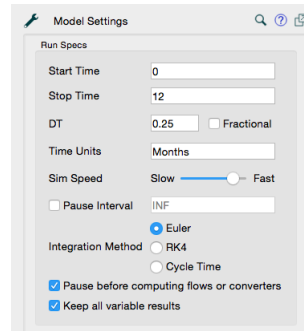 Model Settings
Run Specs
Start Time 0
Stop Time 12
DT 0.25 Fractional
Time Units Months
Sim Speed Slow Fast
Pause Interval INF
Euler
Integration Method RK4
Cycle Time
Pause before computing flows or converters
Keep all variable results